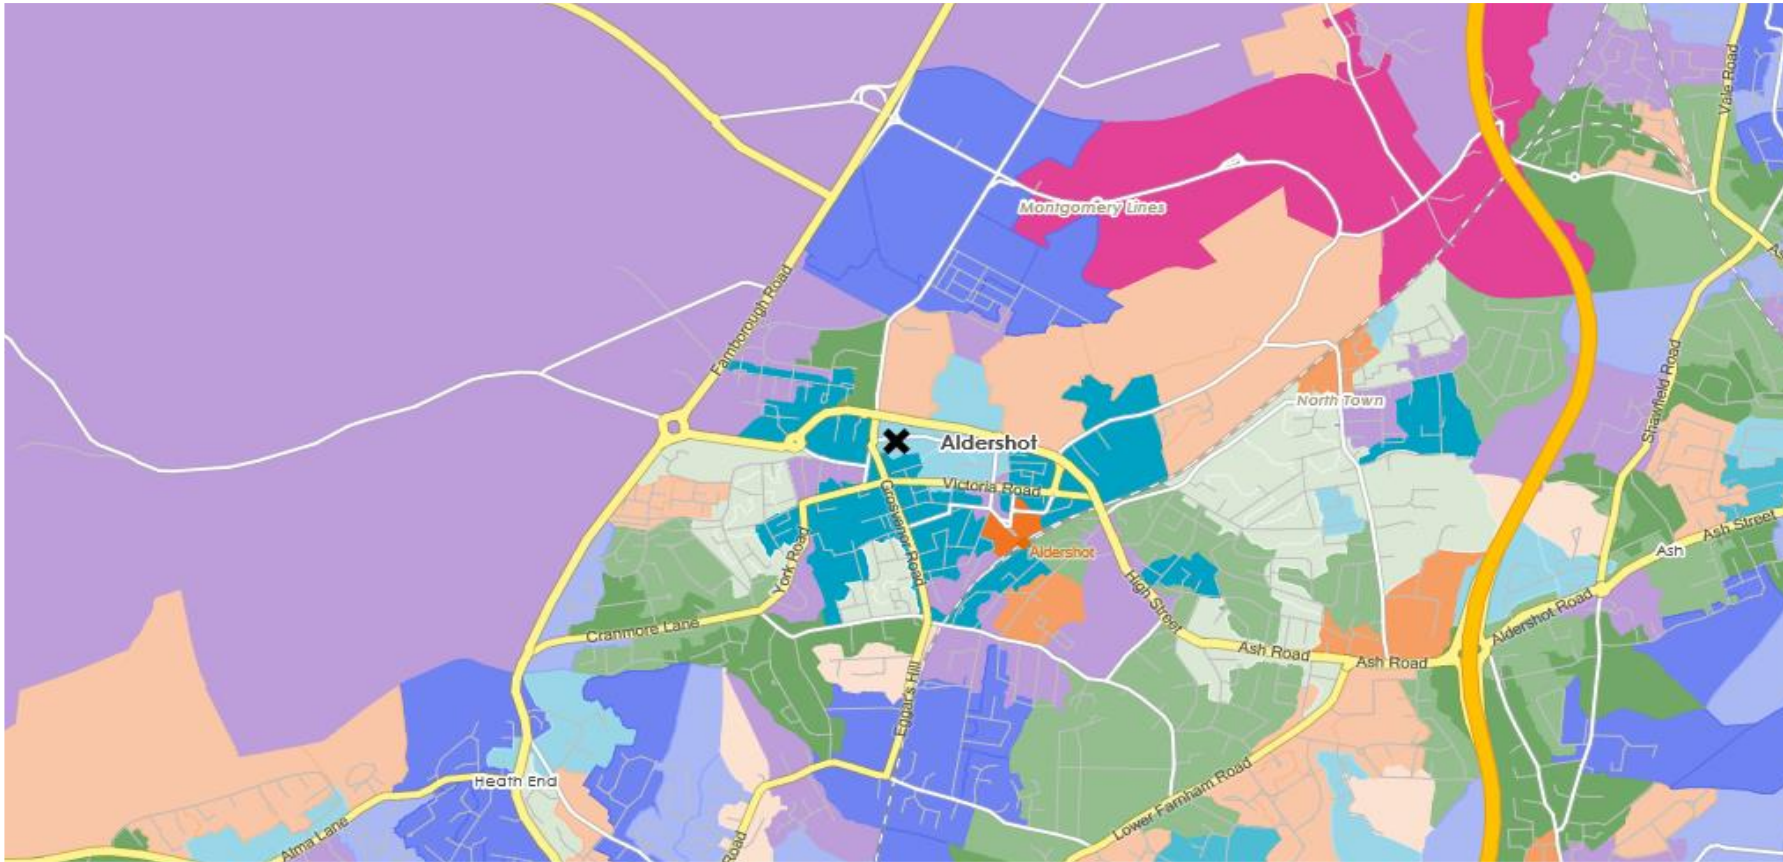 Vale Road
Montgomery Lines
Farnborough Road
Shawfield Road
North Town
Aldershot
Victoria Road
Grosvenor Road
Ash Street
Ash
Aldershot
York Road
High Street
Aldershot Road
Cranmore Lane
Ash Road
Ash Road
Edgar's Hill
Heath End
Lower Farnham Road
Alma Lane
Road